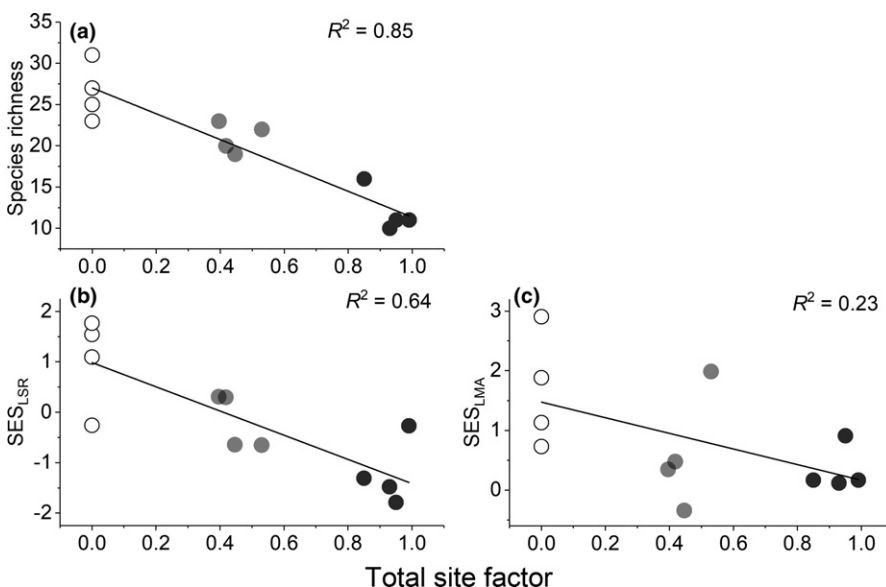 (a)
R² = 0.85
Species richness
35
30
25
20
15
10
0.0 0.2 0.4 0.6 0.8 1.0
(b)
R² = 0.64
SES_LSR
2
1
0
-1
-2
0.0 0.2 0.4 0.6 0.8 1.0
(c)
R² = 0.23
SES_LMA
3
2
1
0
0.0 0.2 0.4 0.6 0.8 1.0
Total site factor